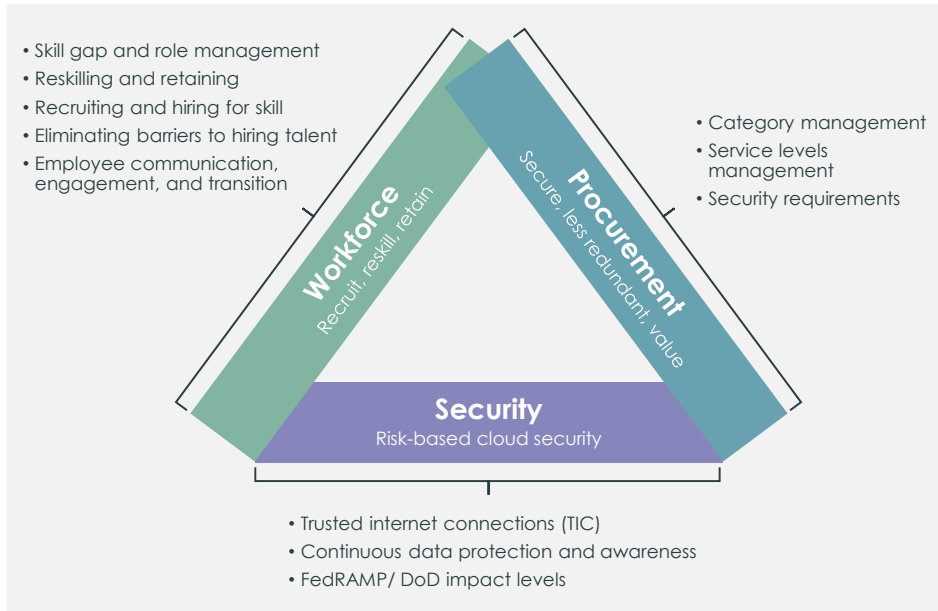 • Skill gap and role management
• Reskilling and retaining
• Recruiting and hiring for skill
• Eliminating barriers to hiring talent
• Employee communication,
engagement, and transition
Workforce
Recruit, reskill, retain
Procurement
Secure, less redundant, value
• Category management
• Service levels
management
• Security requirements
Security
Risk-based cloud security
• Trusted internet connections (TIC)
• Continuous data protection and awareness
• FedRAMP/ DoD impact levels